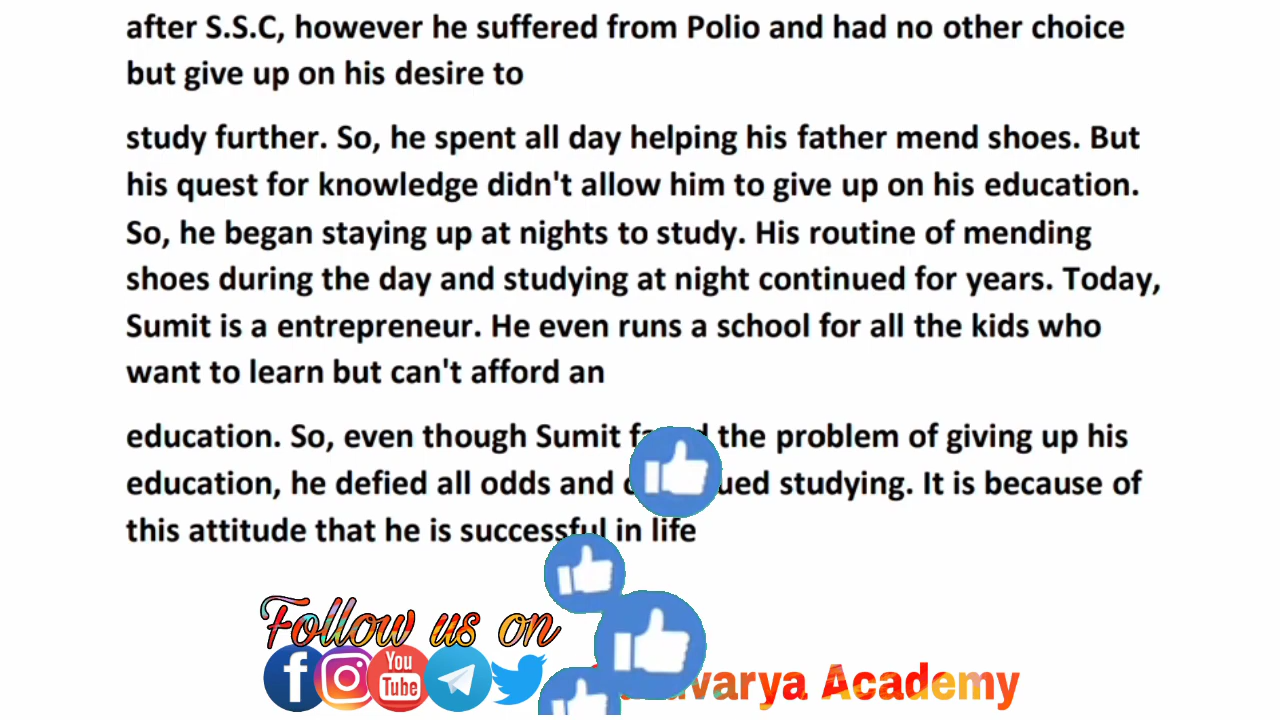 after S.S.C, however he suffered from Polio and had no other choice
but give up on his desire to
study further. So, he spent all day helping his father mend shoes. But
his quest for knowledge didn't allow him to give up on his education.
So, he began staying up at nights to study. His routine of mending
shoes during the day and studying at night continued for years. Today,
Sumit is a entrepreneur. He even runs a school for all the kids who
want to learn but can't afford an
education. So, even though Sumit the problem of giving up his
education, he defied all odds and studying. It is because of
this attitude that he is successful in life
Follow us on
You
Tube
Academy